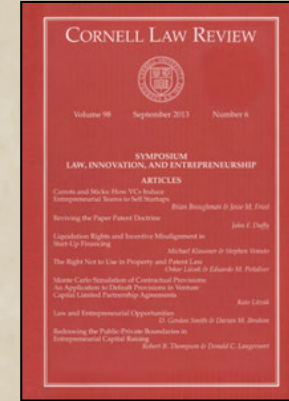 CORNELL LAW REVIEW
Volume 98 September 2013 Number 6
SYMPOSIUM
LAW, INNOVATION, AND ENTREPRENEURSHIP
ARTICLES
Carrots and Sticks: How VCs Induce
Entrepreneurial Teams to Sell Startups
Brian Broughman & Jesse M. Fried
Reviving the Paper Patent Doctrine
John F. Duffy
Liquidation Rights and Incentive Misalignment in
Start-Up Financing
Michael Klausner & Stephen Venuto
The Right Not to Use in Property and Patent Law
Oskar Liivak & Eduardo M. Peñalver
Monte Carlo Simulation of Contractual Provisions:
An Application to Default Provisions in Venture
Capital Limited Partnership Agreements
Kate Litvak
Law and Entrepreneurial Opportunities
D. Gordon Smith & Darian M. Ibrahim
Redrawing the Public-Private Boundaries in
Entrepreneurial Capital Raising
Robert B. Thompson & Donald C. Langevoort